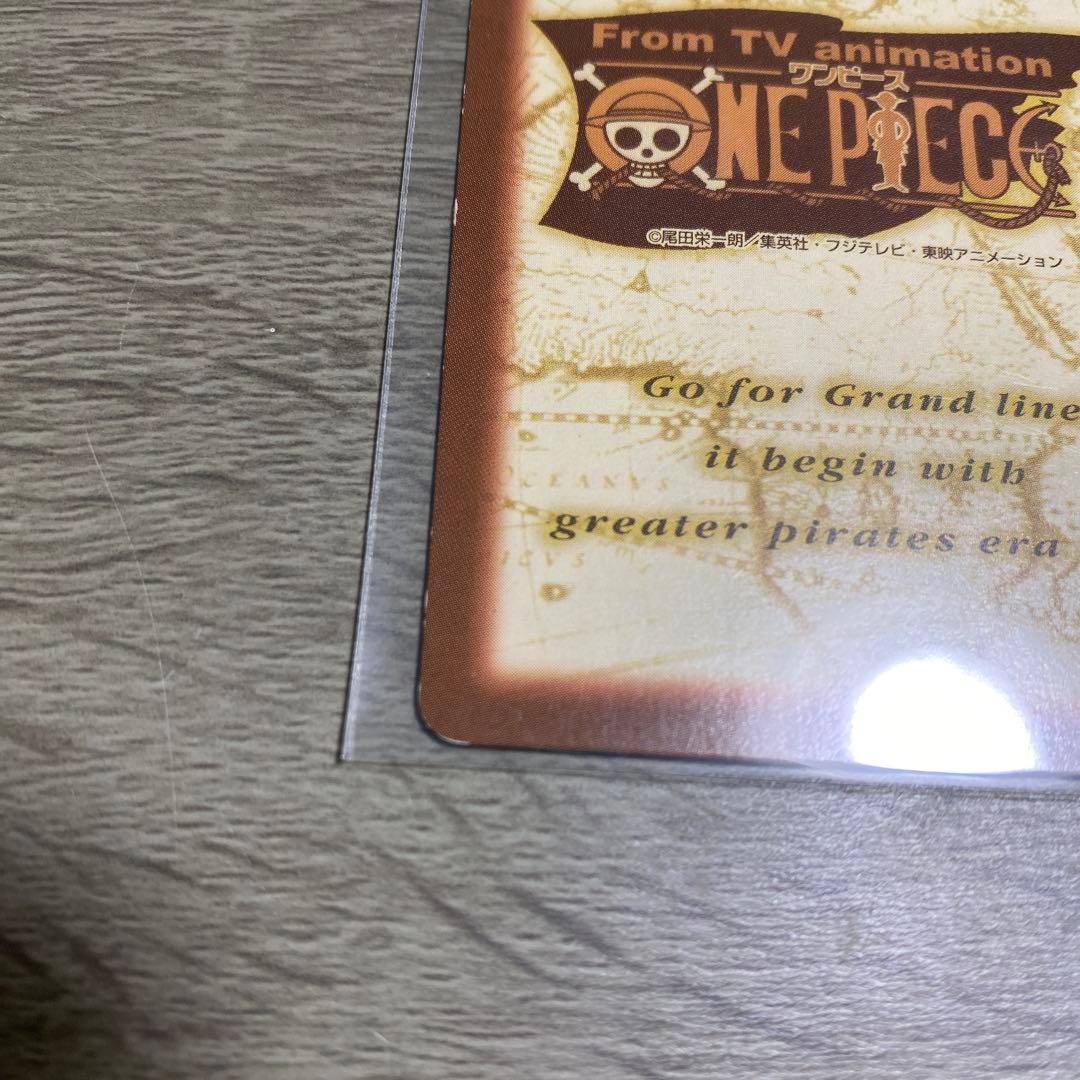 From TV animation
ワンピース
ONE PIECE
©尾田栄一朗／集英社・フジテレビ・東映アニメーション
Go for Grand line
it begin with
OCEANVS
greater pirates era